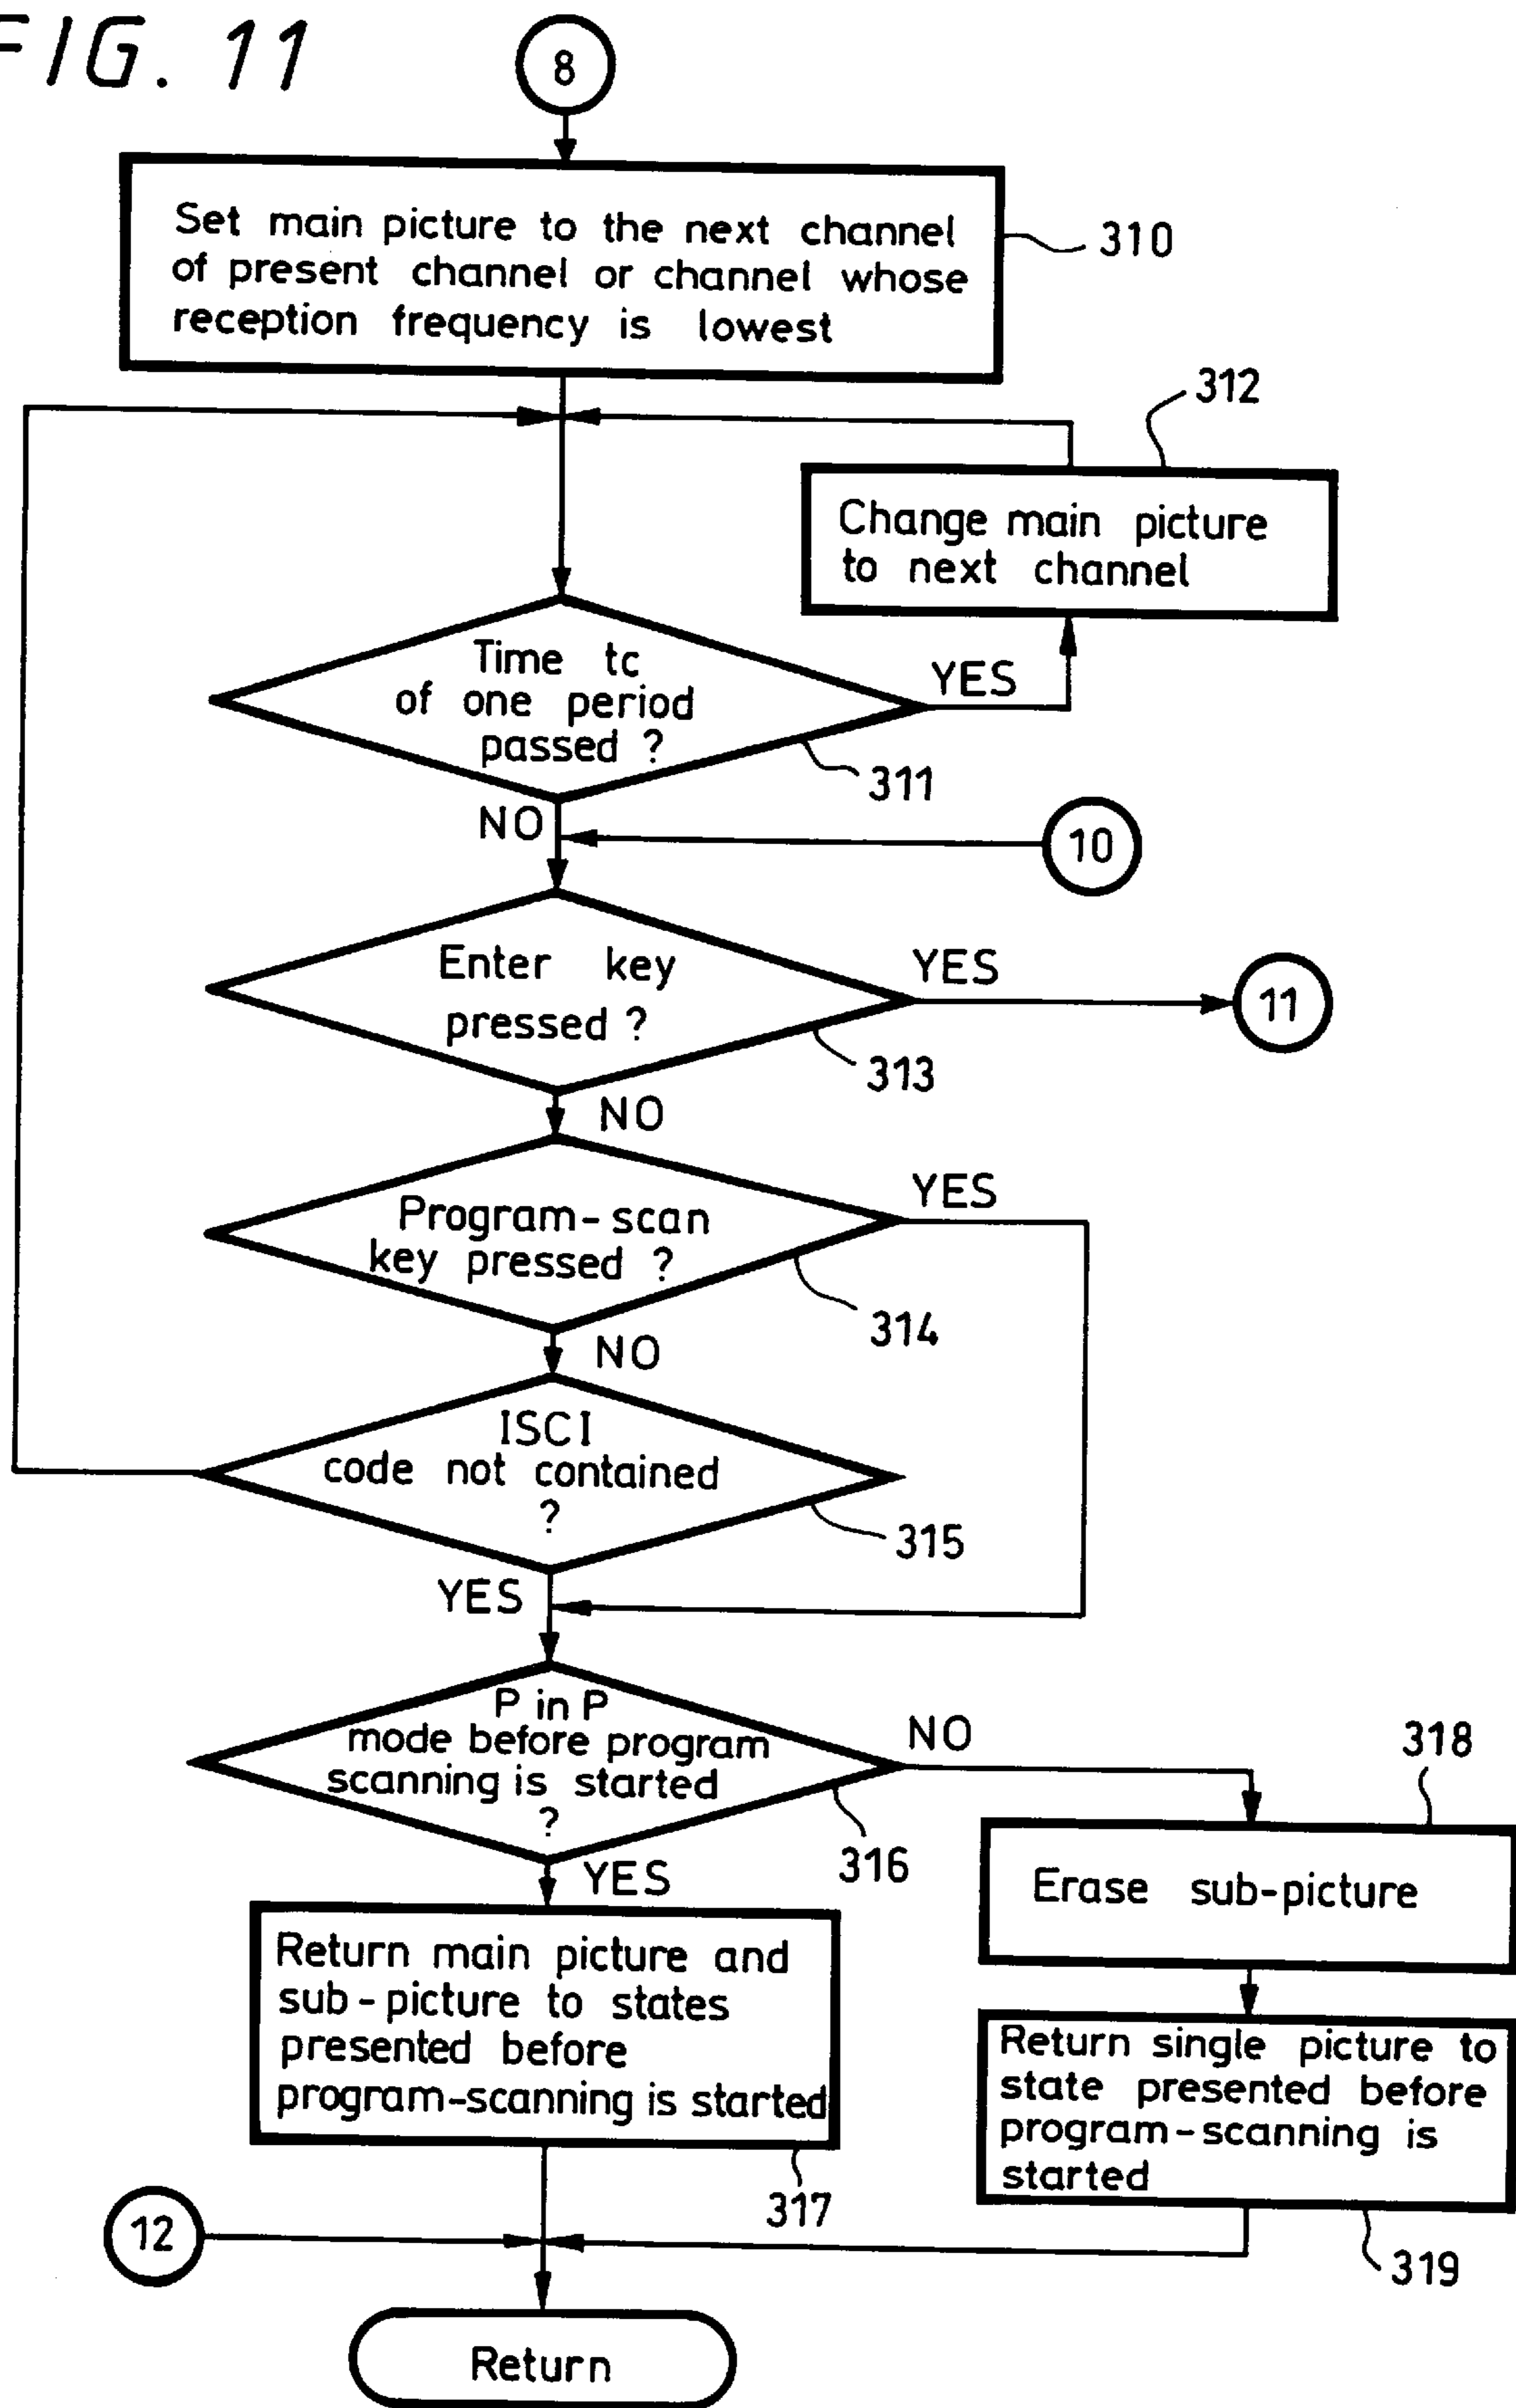 FIG. 11
8
Set main picture to the next channel
of present channel or channel whose
reception frequency is lowest
310
312
Change main picture
to next channel
Time tc
of one period
passed ?
YES
311
NO
10
Enter key
pressed ?
YES
11
313
NO
Program-scan
key pressed ?
YES
314
NO
ISCI
code not contained
?
315
YES
P in P
mode before program
scanning is started
?
NO
318
316
YES
Erase sub-picture
Return main picture and
sub-picture to states
presented before
program-scanning is started
Return single picture to
state presented before
program-scanning is
started
317
12
319
Return